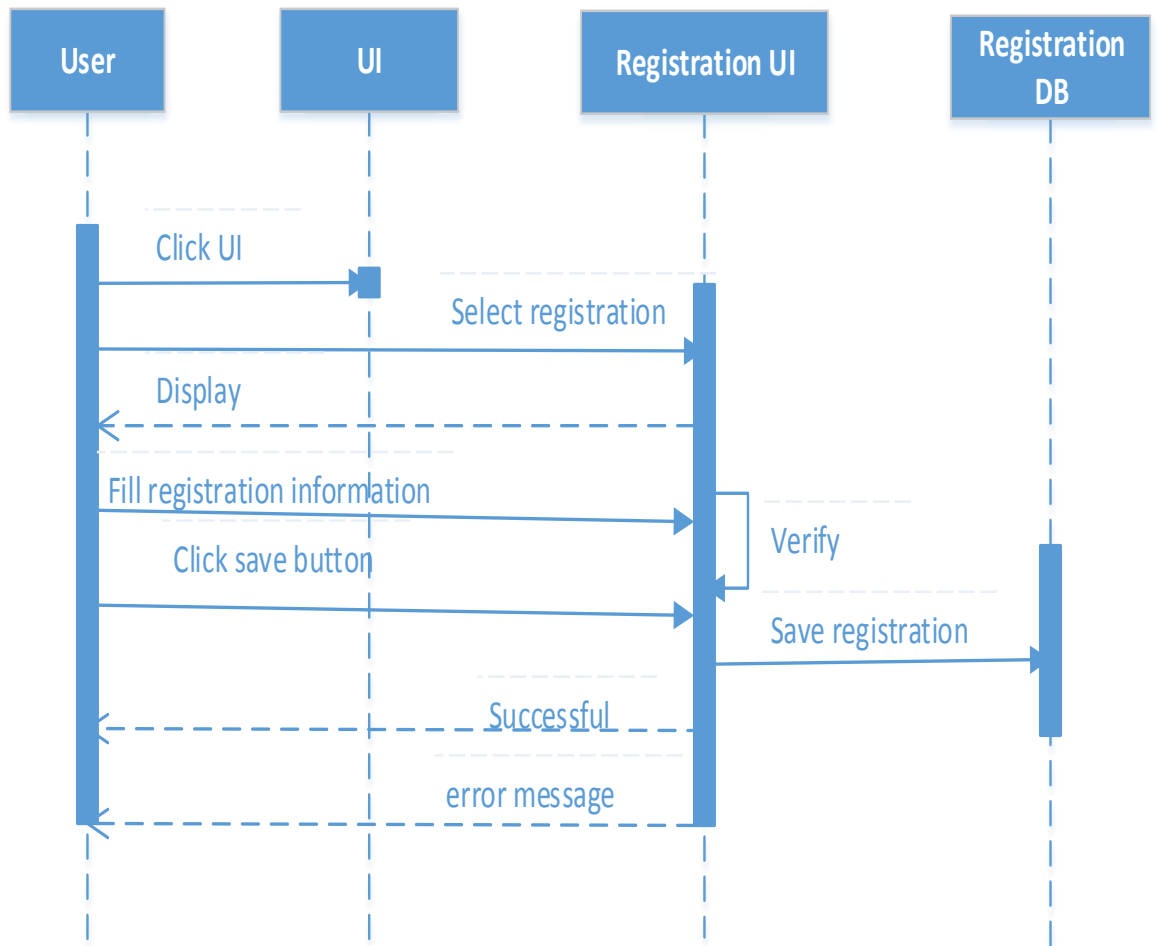 User
UI
Registration UI
Registration
DB
Click UI
Select registration
Display
Fill registration information
Verify
Click save button
Save registration
Successful
error message